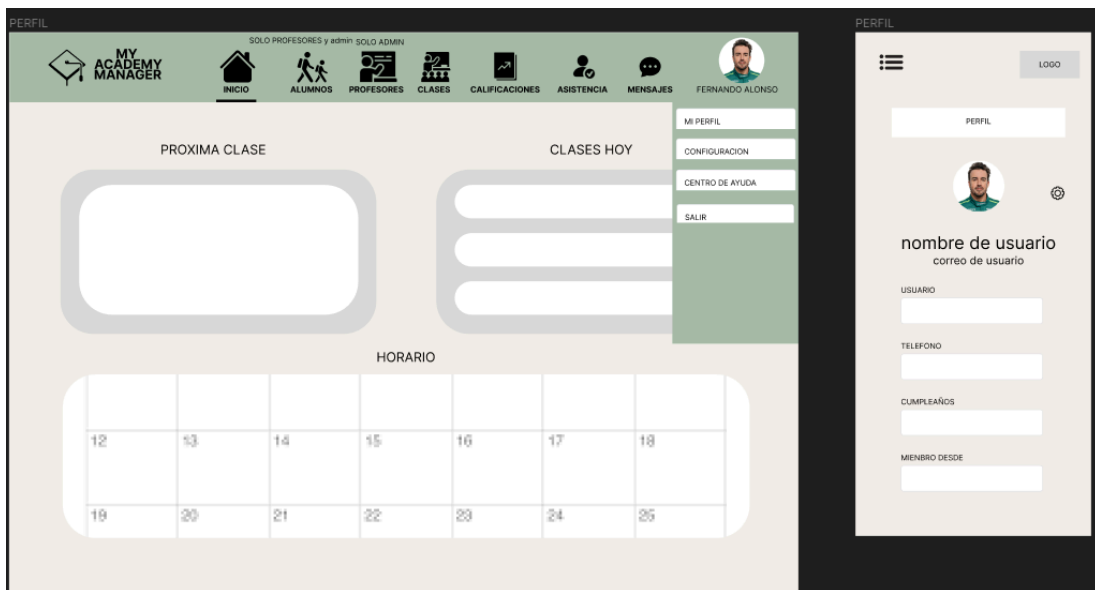 PERFIL
SOLO PROFESORES y admin SOLO ADMIN
MY
ACADEMY
MANAGER
INICIO
ALUMNOS
PROFESORES
CLASES
CALIFICACIONES
ASISTENCIA
MENSAJES
FERNANDO ALONSO
MI PERFIL
CONFIGURACION
CENTRO DE AYUDA
SALIR
PROXIMA CLASE
CLASES HOY
HORARIO
12 13 14 15 16 17 18
19 20 21 22 23 24 25
PERFIL
LOGO
PERFIL
nombre de usuario
correo de usuario
USUARIO
TELEFONO
CUMPLEAÑOS
MIENBRO DESDE